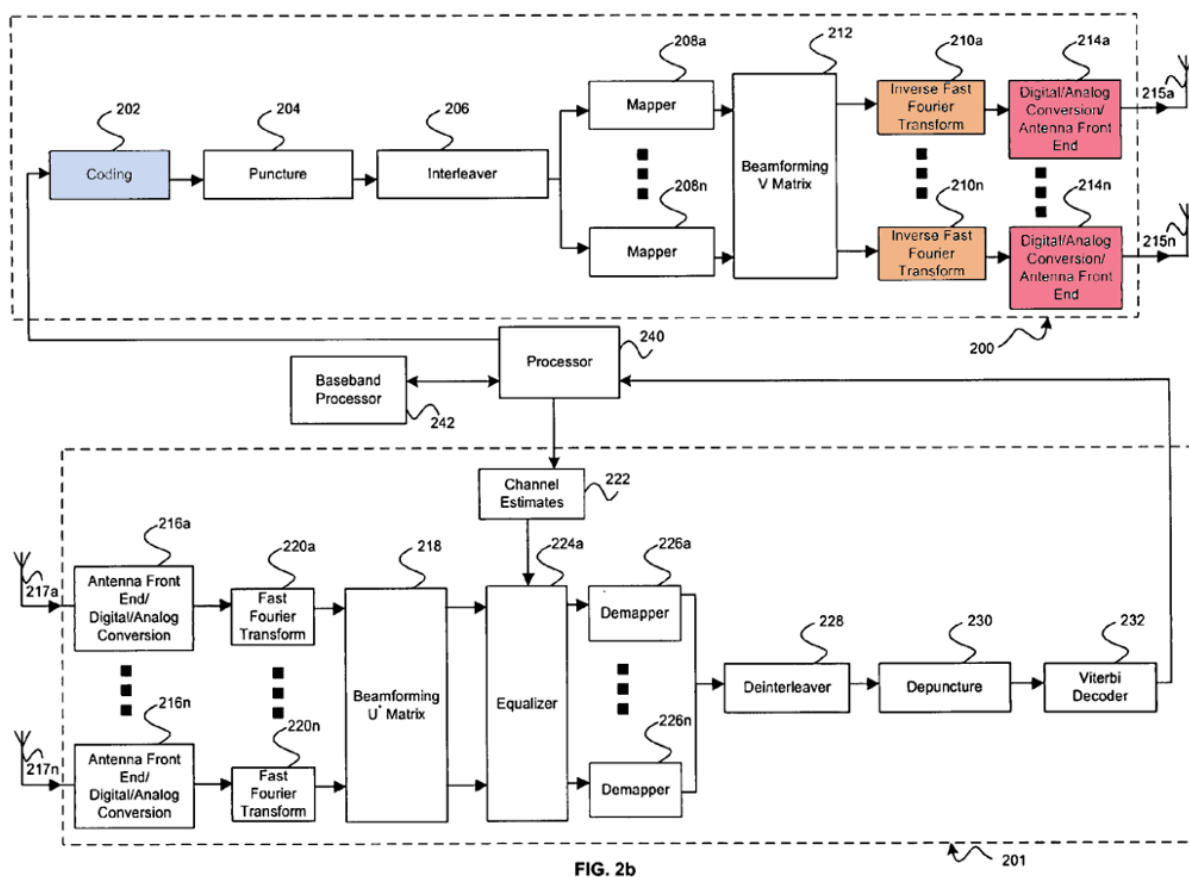 208a
212
210a
214a
202
204
206
215a
Mapper
Inverse Fast
Fourier
Transform
Digital/Analog
Conversion/
Antenna Front
End
Coding
Puncture
Interleaver
Beamforming
V Matrix
208n
210n
214n
215n
Mapper
Inverse Fast
Fourier
Transform
Digital/Analog
Conversion/
Antenna Front
End
200
240
Processor
Baseband
Processor
242
Channel
Estimates
222
216a
220a
218
224a
226a
217a
Antenna Front
End/
Digital/Analog
Conversion
Fast
Fourier
Transform
Demapper
228
230
232
Beamforming
U* Matrix
Equalizer
Deinterleaver
Depuncture
Viterbi
Decoder
216n
220n
226n
217n
Antenna Front
End/
Digital/Analog
Conversion
Fast
Fourier
Transform
Demapper
201
FIG. 2b